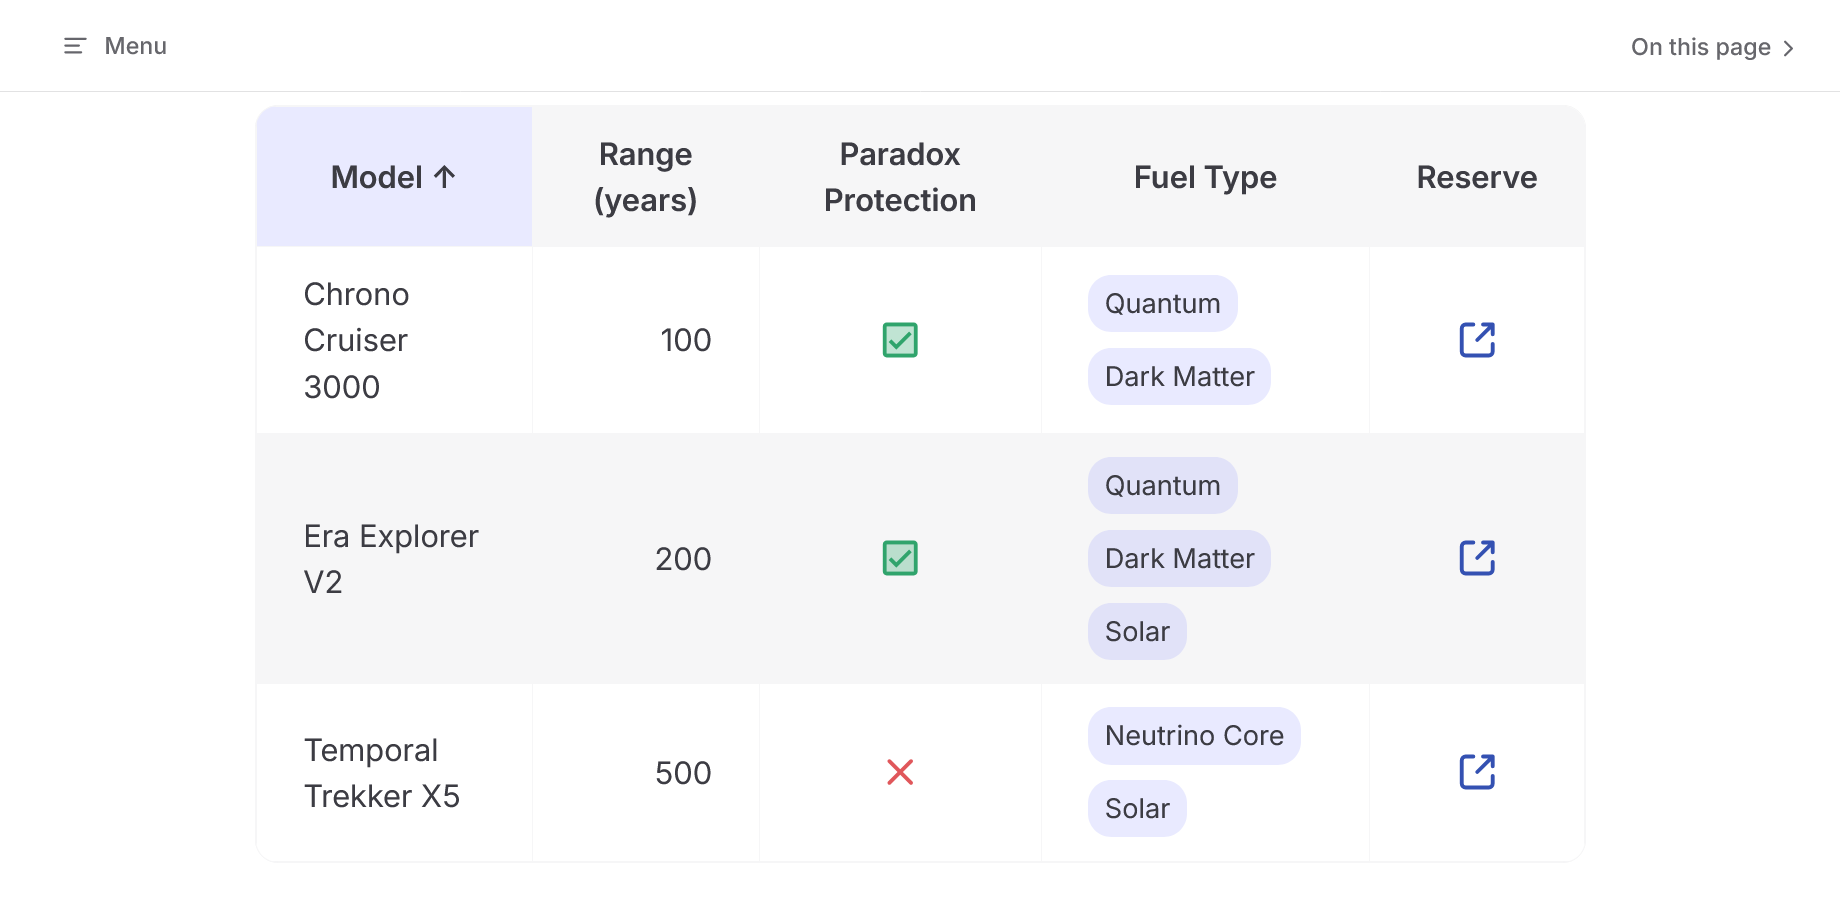 Menu
On this page
Model ↑
Range
(years)
Paradox
Protection
Fuel Type
Reserve
Chrono
Cruiser
3000
100
Quantum
Dark Matter
Era Explorer
V2
200
Quantum
Dark Matter
Solar
Temporal
Trekker X5
500
Neutrino Core
Solar